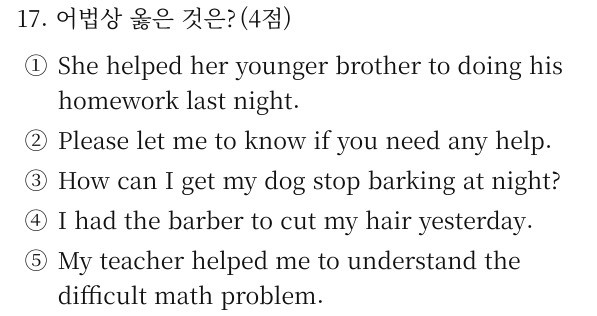 17. 어법상 옳은 것은? (4점)
① She helped her younger brother to doing his
homework last night.
② Please let me to know if you need any help.
③ How can I get my dog stop barking at night?
④ I had the barber to cut my hair yesterday.
⑤ My teacher helped me to understand the
difficult math problem.